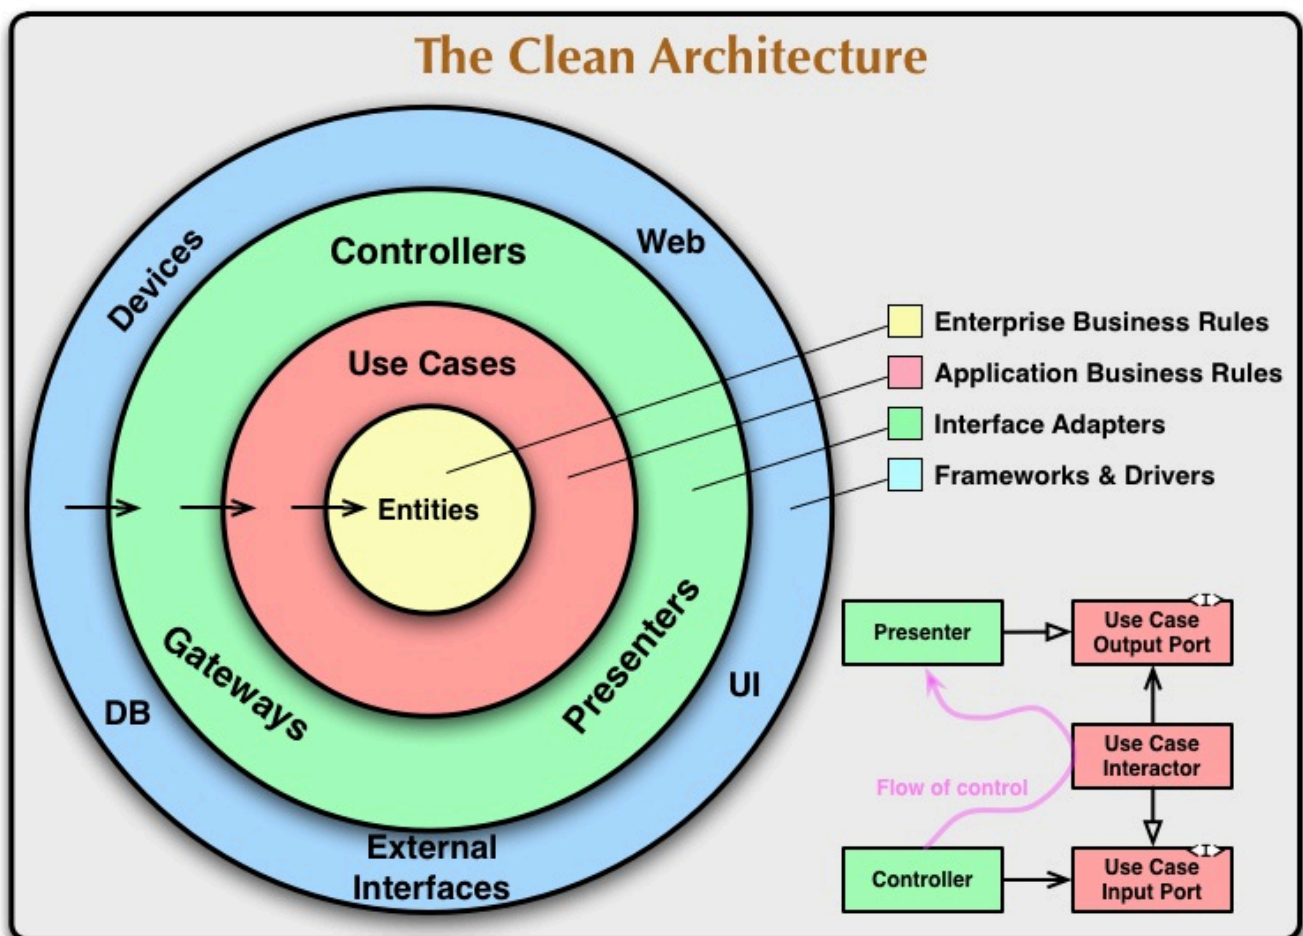 The Clean Architecture
Devices
Web
Controllers
Use Cases
Entities
Gateways
Presenters
DB
UI
External
Interfaces
Enterprise Business Rules
Application Business Rules
Interface Adapters
Frameworks & Drivers
Presenter
<I>
Use Case
Output Port
Use Case
Interactor
Flow of control
Controller
<I>
Use Case
Input Port